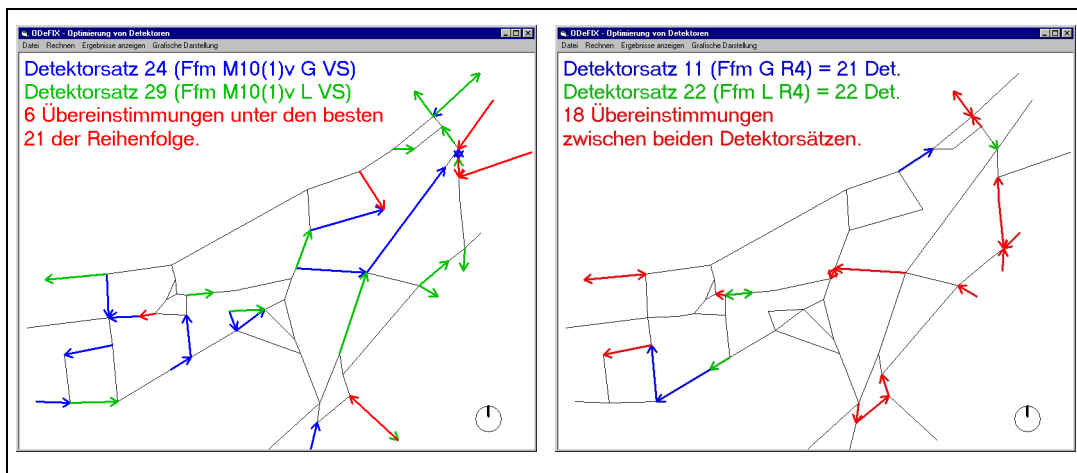 ODeFIX - Optimierung von Detektoren
Datei Rechnen Ergebnisse anzeigen Grafische Darstellung
Detektorsatz 24 (Ffm M10(1)v G VS)
Detektorsatz 29 (Ffm M10(1)v L VS)
6 Übereinstimmungen unter den besten
21 der Reihenfolge.
ODeFIX - Optimierung von Detektoren
Datei Rechnen Ergebnisse anzeigen Grafische Darstellung
Detektorsatz 11 (Ffm G R4) = 21 Det.
Detektorsatz 22 (Ffm L R4) = 22 Det.
18 Übereinstimmungen
zwischen beiden Detektorsätzen.